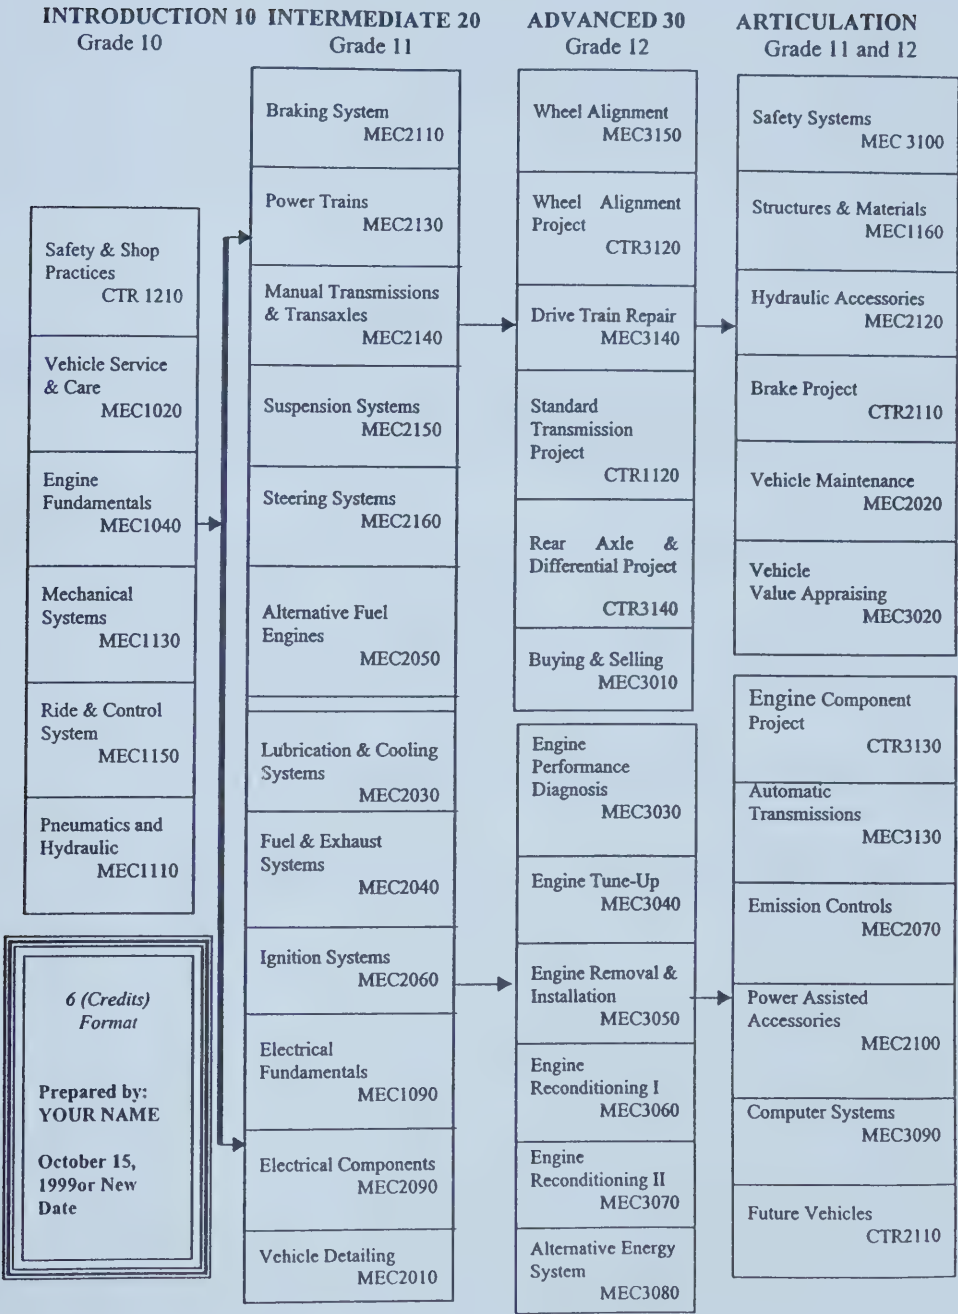 INTRODUCTION 10
Grade 10
Safety & Shop
Practices
CTR 1210
Vehicle Service
& Care
MEC1020
Engine
Fundamentals
MEC1040
Mechanical
Systems
MEC1130
Ride & Control
System
MEC1150
Pneumatics and
Hydraulic
MEC1110
6 (Credits)
Format
Prepared by:
YOUR NAME
October 15,
1999or New
Date
INTERMEDIATE 20
Grade 11
Braking System
MEC2110
Power Trains
MEC2130
Manual Transmissions
& Transaxles
MEC2140
Suspension Systems
MEC2150
Steering Systems
MEC2160
Alternative Fuel
Engines
MEC2050
Lubrication & Cooling
Systems
MEC2030
Fuel & Exhaust
Systems
MEC2040
Ignition Systems
MEC2060
Electrical
Fundamentals
MEC1090
Electrical Components
MEC2090
Vehicle Detailing
MEC2010
ADVANCED 30
Grade 12
Wheel Alignment
MEC3150
Wheel Alignment
Project
CTR3120
Drive Train Repair
MEC3140
Standard
Transmission
Project
CTR1120
Rear Axle &
Differential Project
CTR3140
Buying & Selling
MEC3010
Engine
Performance
Diagnosis
MEC3030
Engine Tune-Up
MEC3040
Engine Removal &
Installation
MEC3050
Engine
Reconditioning I
MEC3060
Engine
Reconditioning II
MEC3070
Alternative Energy
System
MEC3080
ARTICULATION
Grade 11 and 12
Safety Systems
MEC 3100
Structures & Materials
MEC1160
Hydraulic Accessories
MEC2120
Brake Project
CTR2110
Vehicle Maintenance
MEC2020
Vehicle
Value Appraising
MEC3020
Engine Component
Project
CTR3130
Automatic
Transmissions
MEC3130
Emission Controls
MEC2070
Power Assisted
Accessories
MEC2100
Computer Systems
MEC3090
Future Vehicles
CTR2110